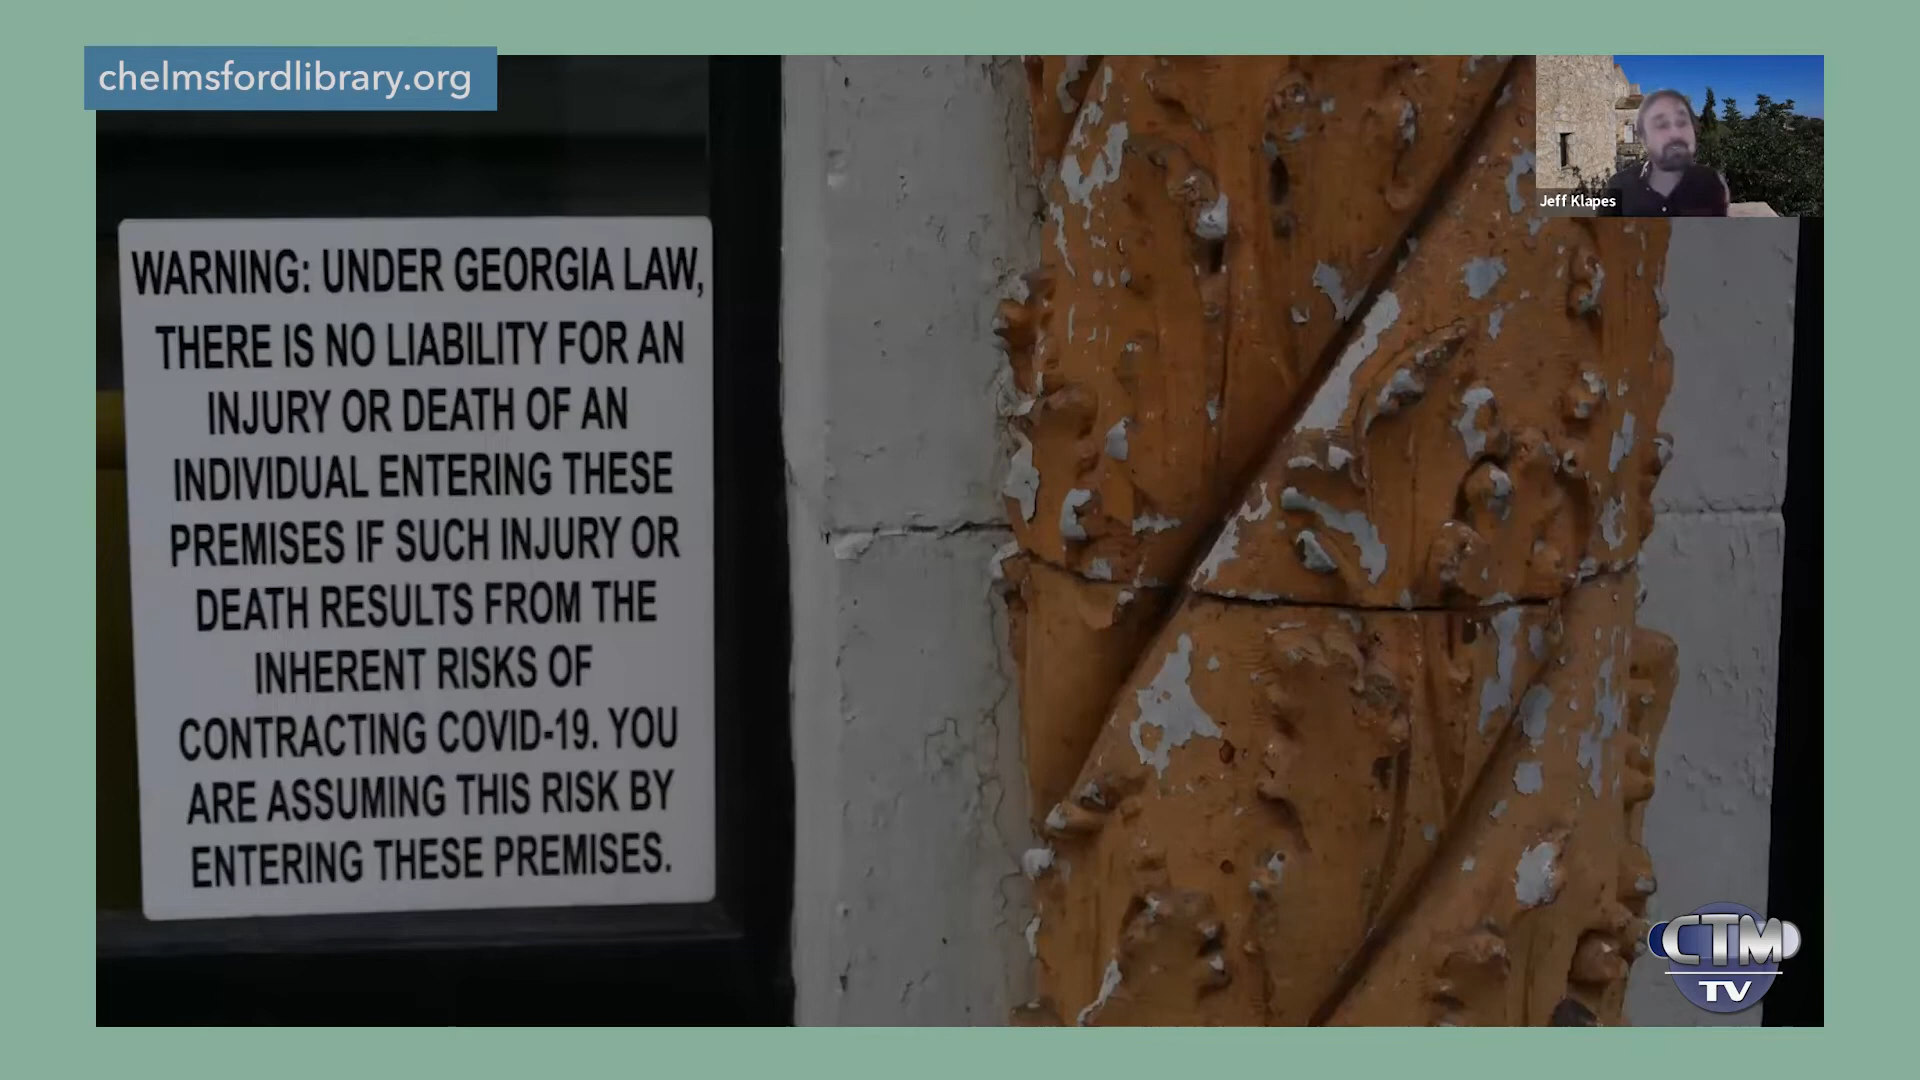 chelmsfordlibrary.org
Jeff Klapes
WARNING: UNDER GEORGIA LAW,
THERE IS NO LIABILITY FOR AN
INJURY OR DEATH OF AN
INDIVIDUAL ENTERING THESE
PREMISES IF SUCH INJURY OR
DEATH RESULTS FROM THE
INHERENT RISKS OF
CONTRACTING COVID-19. YOU
ARE ASSUMING THIS RISK BY
ENTERING THESE PREMISES.
CTM
TV